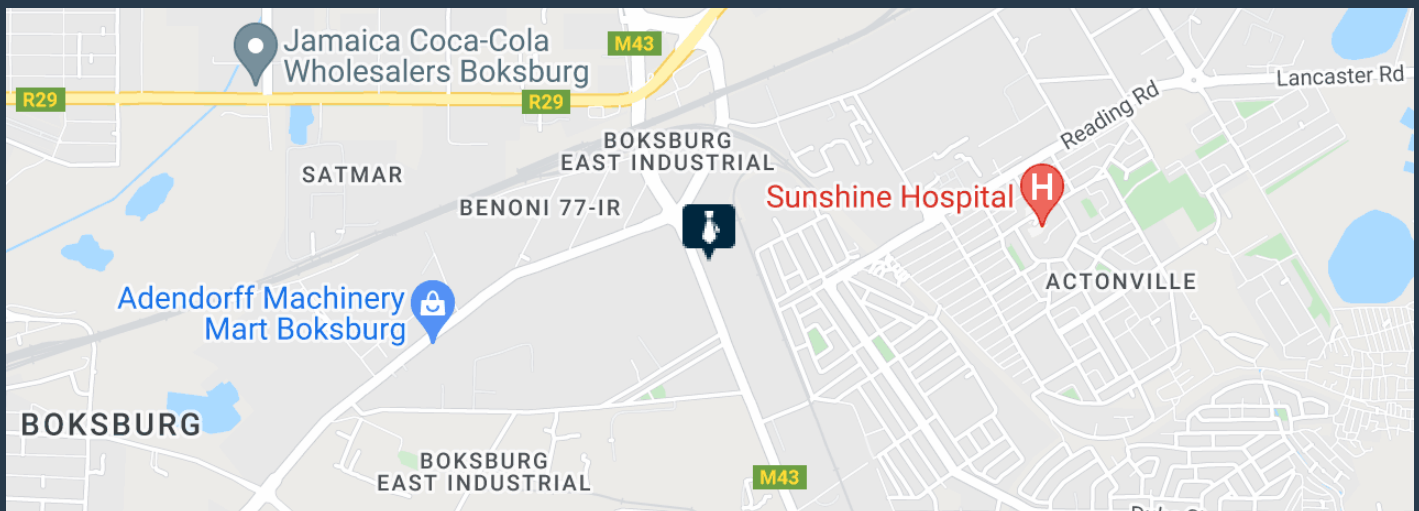 Jamaica Coca-Cola
Wholesalers Boksburg
M43
Lancaster Rd
R29
R29
Reading Rd
BOKSBURG
EAST INDUSTRIAL
SATMAR
Sunshine Hospital
H
BENONI 77-IR
ACTONVILLE
Adendorff Machinery
Mart Boksburg
BOKSBURG
BOKSBURG
EAST INDUSTRIAL
M43